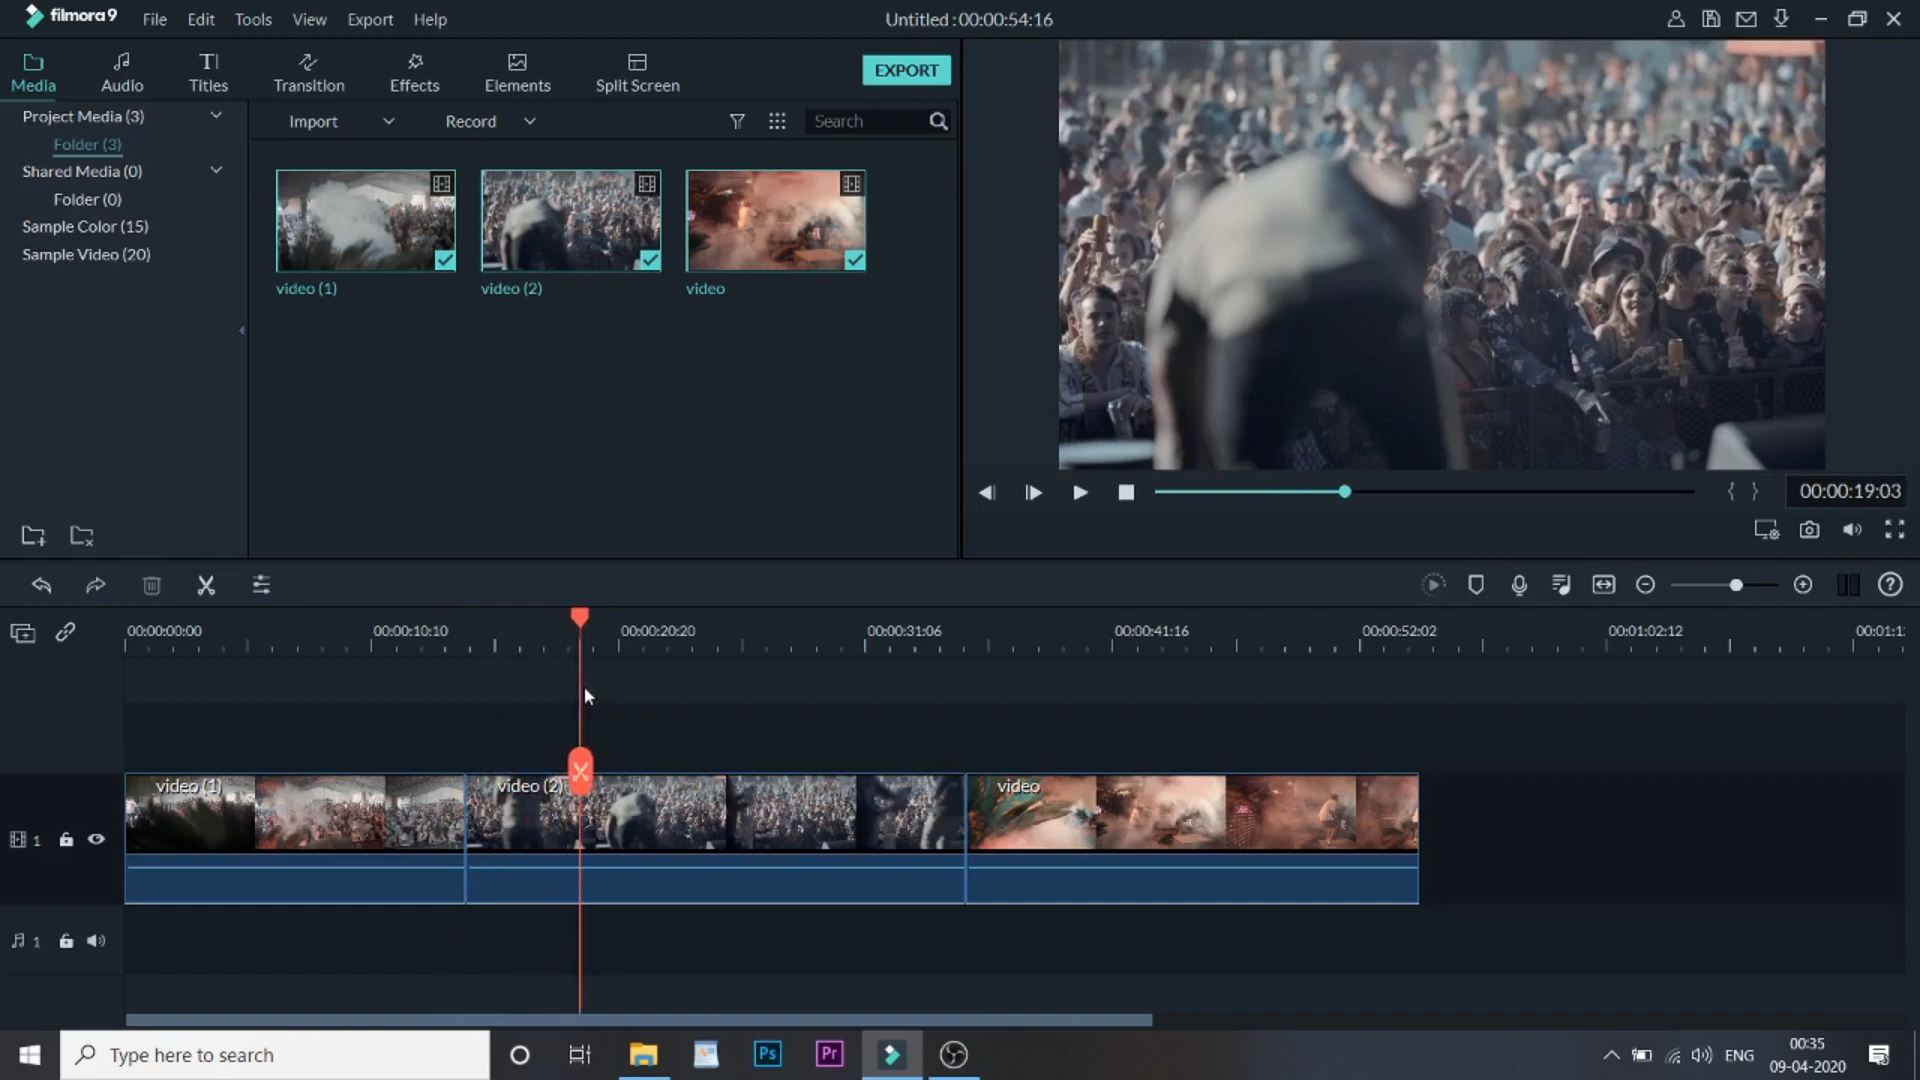 filmora9 File Edit Tools View Export Help Untitled : 00:00:54:16
Media Audio Titles Transition Effects Elements Split Screen EXPORT
Project Media (3)
Folder (3)
Shared Media (0)
Folder (0)
Sample Color (15)
Sample Video (20)
Import Record Search
video (1) video (2) video
00:00:19:03
00:00:00:00 00:00:10:10 00:00:20:20 00:00:31:06 00:00:41:16 00:00:52:02 00:01:02:12
video (1) video (2) video
1
1
Type here to search Ps Pr ENG 00:35
09-04-2020